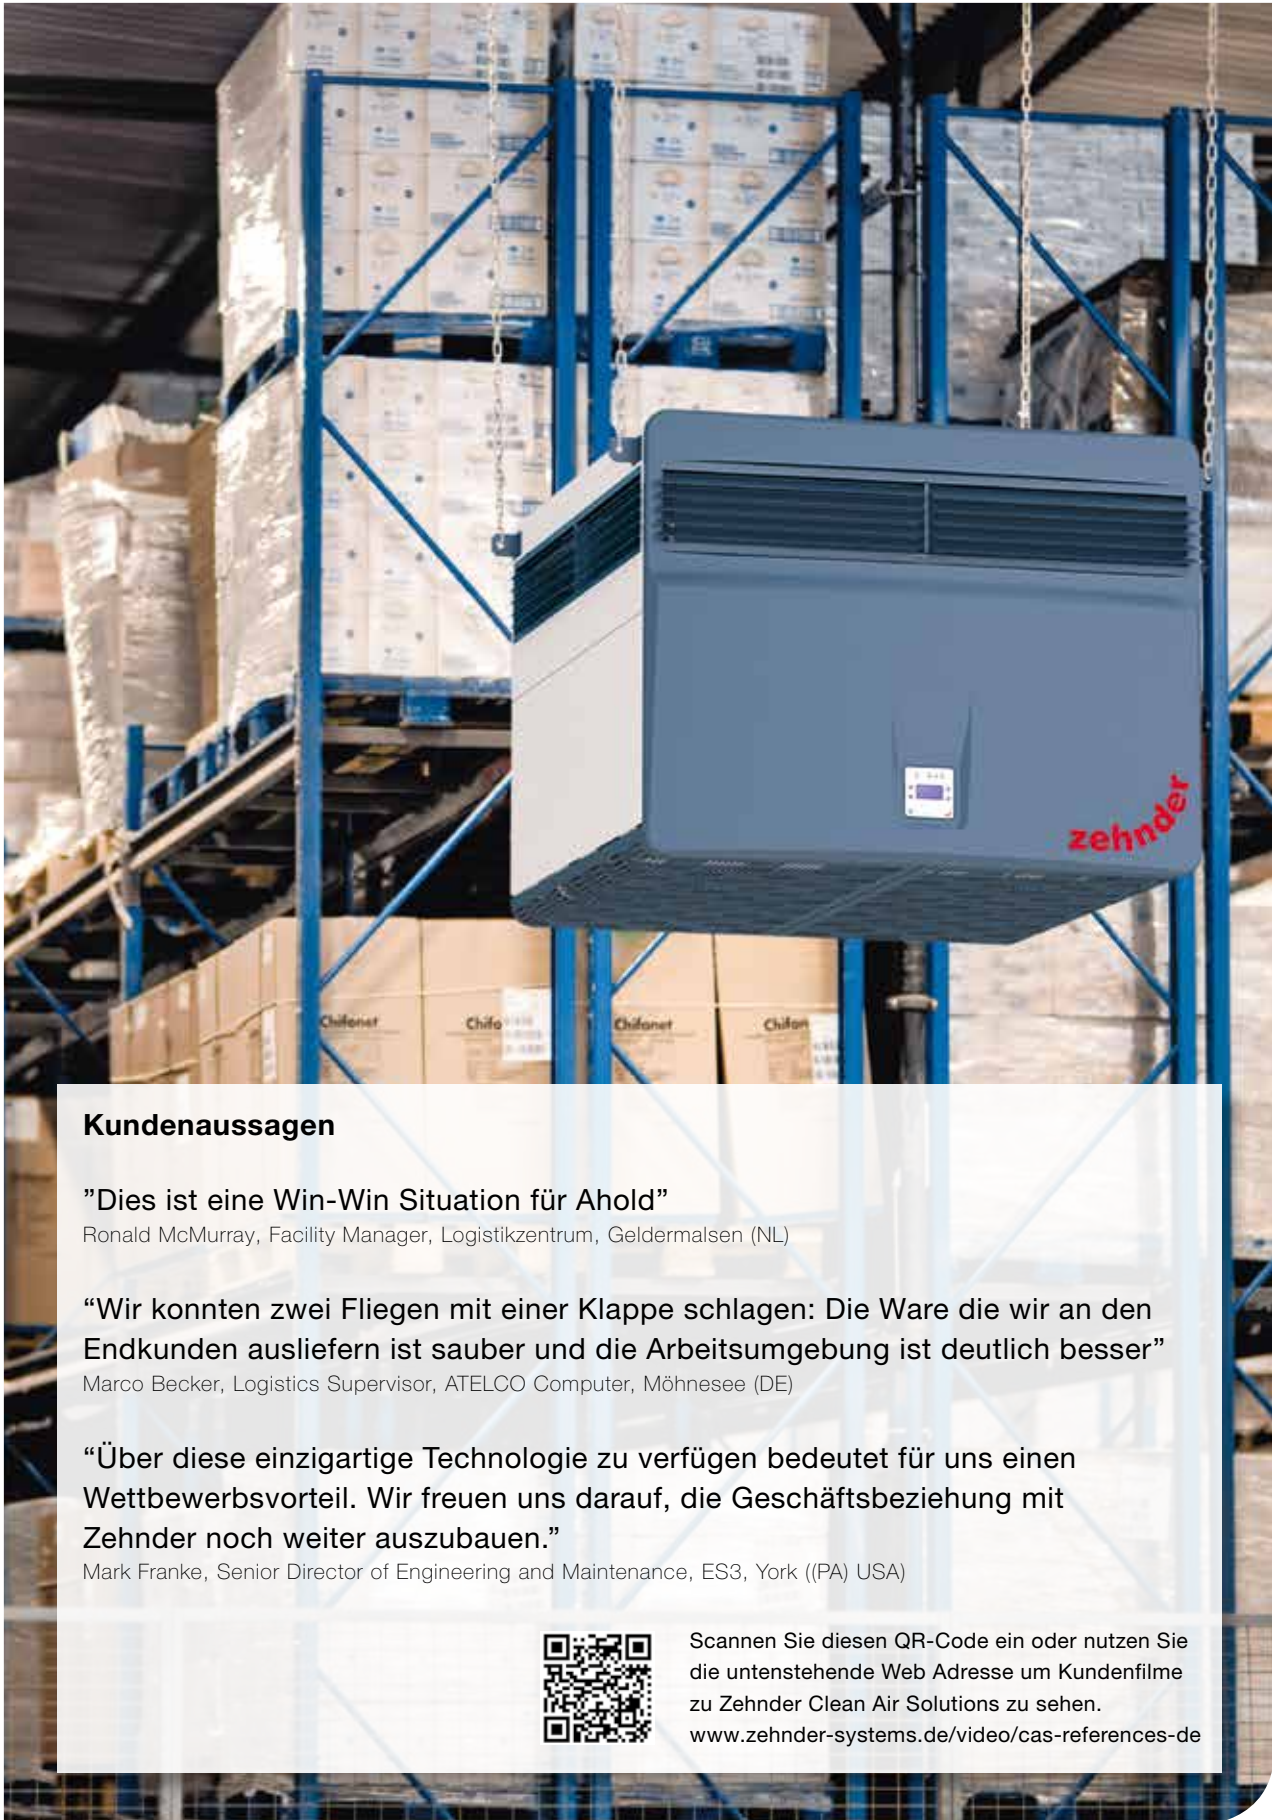 zehnder
Chifonet
Chifo
Chifonet
Chifon
Kundenaussagen
”Dies ist eine Win-Win Situation für Ahold”
Ronald McMurray, Facility Manager, Logistikzentrum, Geldermalsen (NL)
“Wir konnten zwei Fliegen mit einer Klappe schlagen: Die Ware die wir an den
Endkunden ausliefern ist sauber und die Arbeitsumgebung ist deutlich besser”
Marco Becker, Logistics Supervisor, ATELCO Computer, Möhnesee (DE)
“Über diese einzigartige Technologie zu verfügen bedeutet für uns einen
Wettbewerbsvorteil. Wir freuen uns darauf, die Geschäftsbeziehung mit
Zehnder noch weiter auszubauen.”
Mark Franke, Senior Director of Engineering and Maintenance, ES3, York ((PA) USA)
Scannen Sie diesen QR-Code ein oder nutzen Sie
die untenstehende Web Adresse um Kundenfilme
zu Zehnder Clean Air Solutions zu sehen.
www.zehnder-systems.de/video/cas-references-de